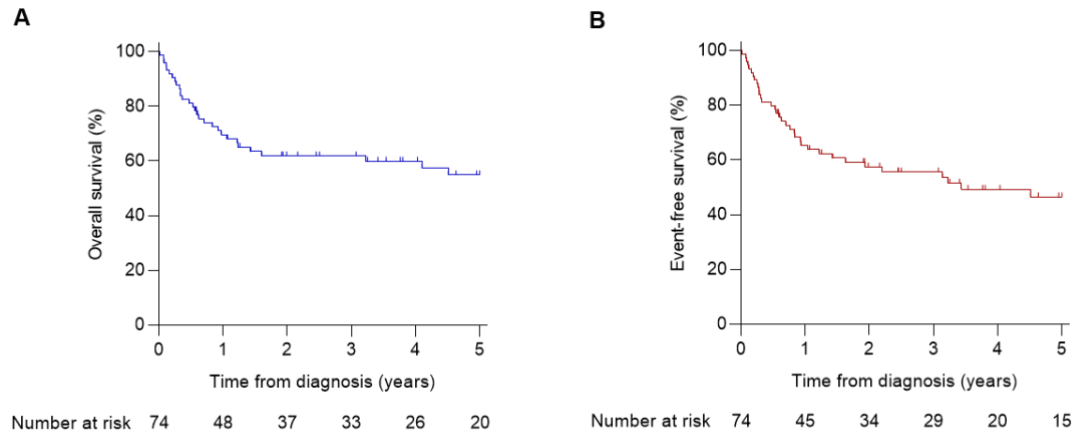 A
Overall survival (%)
100
80
60
40
20
0
0 1 2 3 4 5
Time from diagnosis (years)
Number at risk 74 48 37 33 26 20
B
Event-free survival (%)
100
80
60
40
20
0
0 1 2 3 4 5
Time from diagnosis (years)
Number at risk 74 45 34 29 20 15